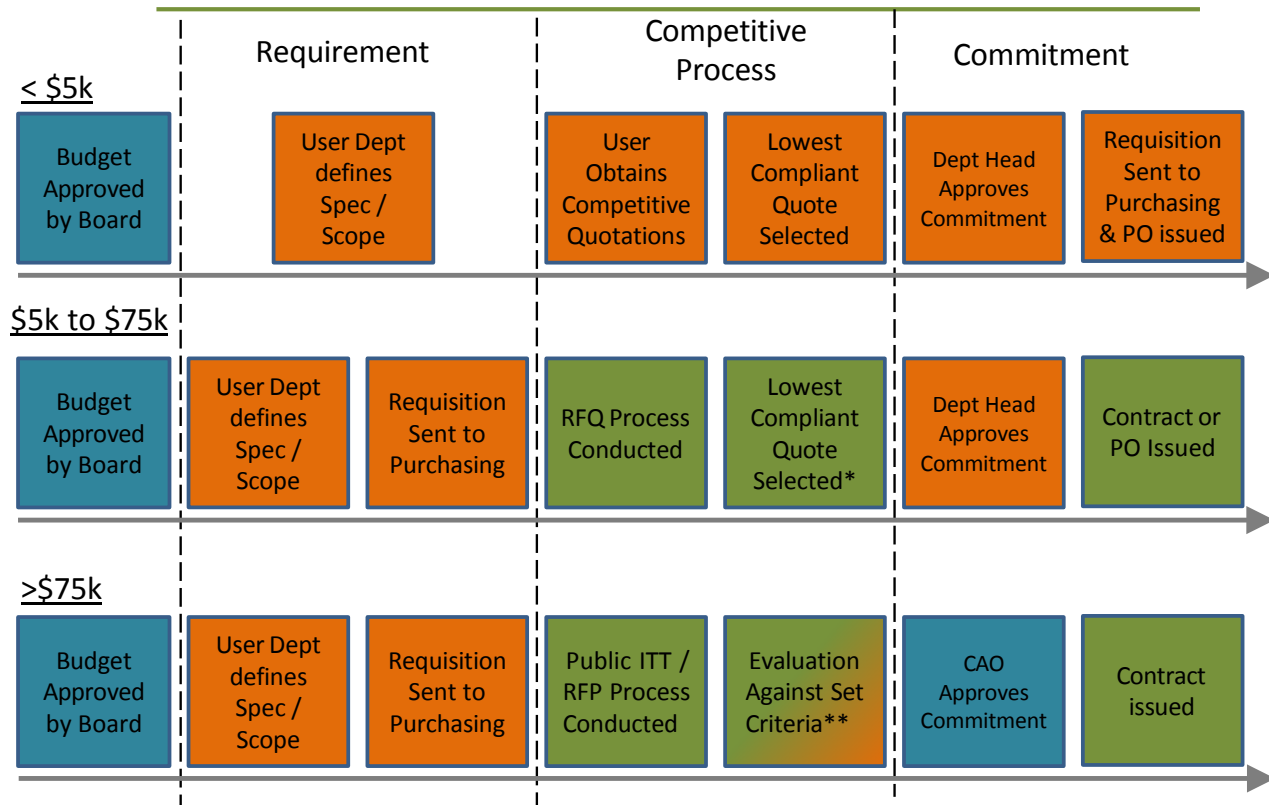 Requirement
Competitive
Process
Commitment
< $5k
Budget
Approved
by Board
User Dept
defines
Spec /
Scope
User
Obtains
Competitive
Quotations
Lowest
Compliant
Quote
Selected
Dept Head
Approves
Commitment
Requisition
Sent to
Purchasing
& PO issued
$5k to $75k
Budget
Approved
by Board
User Dept
defines
Spec /
Scope
Requisition
Sent to
Purchasing
RFQ Process
Conducted
Lowest
Compliant
Quote
Selected*
Dept Head
Approves
Commitment
Contract or
PO Issued
>$75k
Budget
Approved
by Board
User Dept
defines
Spec /
Scope
Requisition
Sent to
Purchasing
Public ITT /
RFP Process
Conducted
Evaluation
Against Set
Criteria**
CAO
Approves
Commitment
Contract
issued